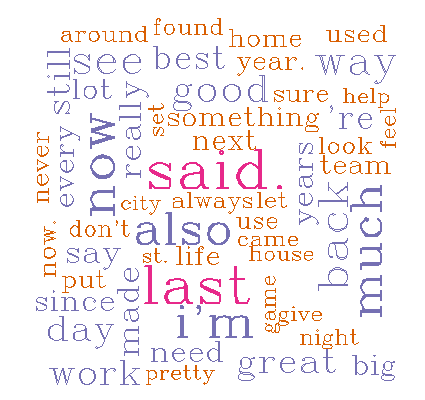 around found home used
see best year. way
still lot good sure help
every really set something 're feel
now next look
never said. years team
city always let
don't also use back much
now. say st. life came house
put last
since made i'm game give
day need night
work pretty great big